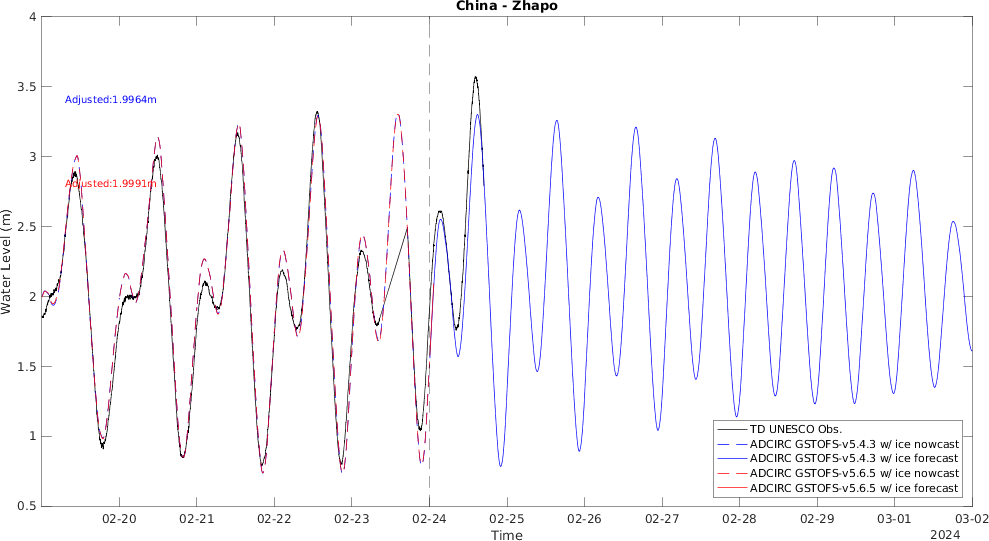 China - Zhapo
4
3.5
3
2.5
2
1.5
1
0.5
Water Level (m)
Adjusted:1.9964m
Adjusted:1.9991m
TD UNESCO Obs.
ADCIRC GSTOFS-v5.4.3 w/ ice nowcast
ADCIRC GSTOFS-v5.4.3 w/ ice forecast
ADCIRC GSTOFS-v5.6.5 w/ ice nowcast
ADCIRC GSTOFS-v5.6.5 w/ ice forecast
02-20 02-21 02-22 02-23 02-24 02-25 02-26 02-27 02-28 02-29 03-01 03-02
Time
2024